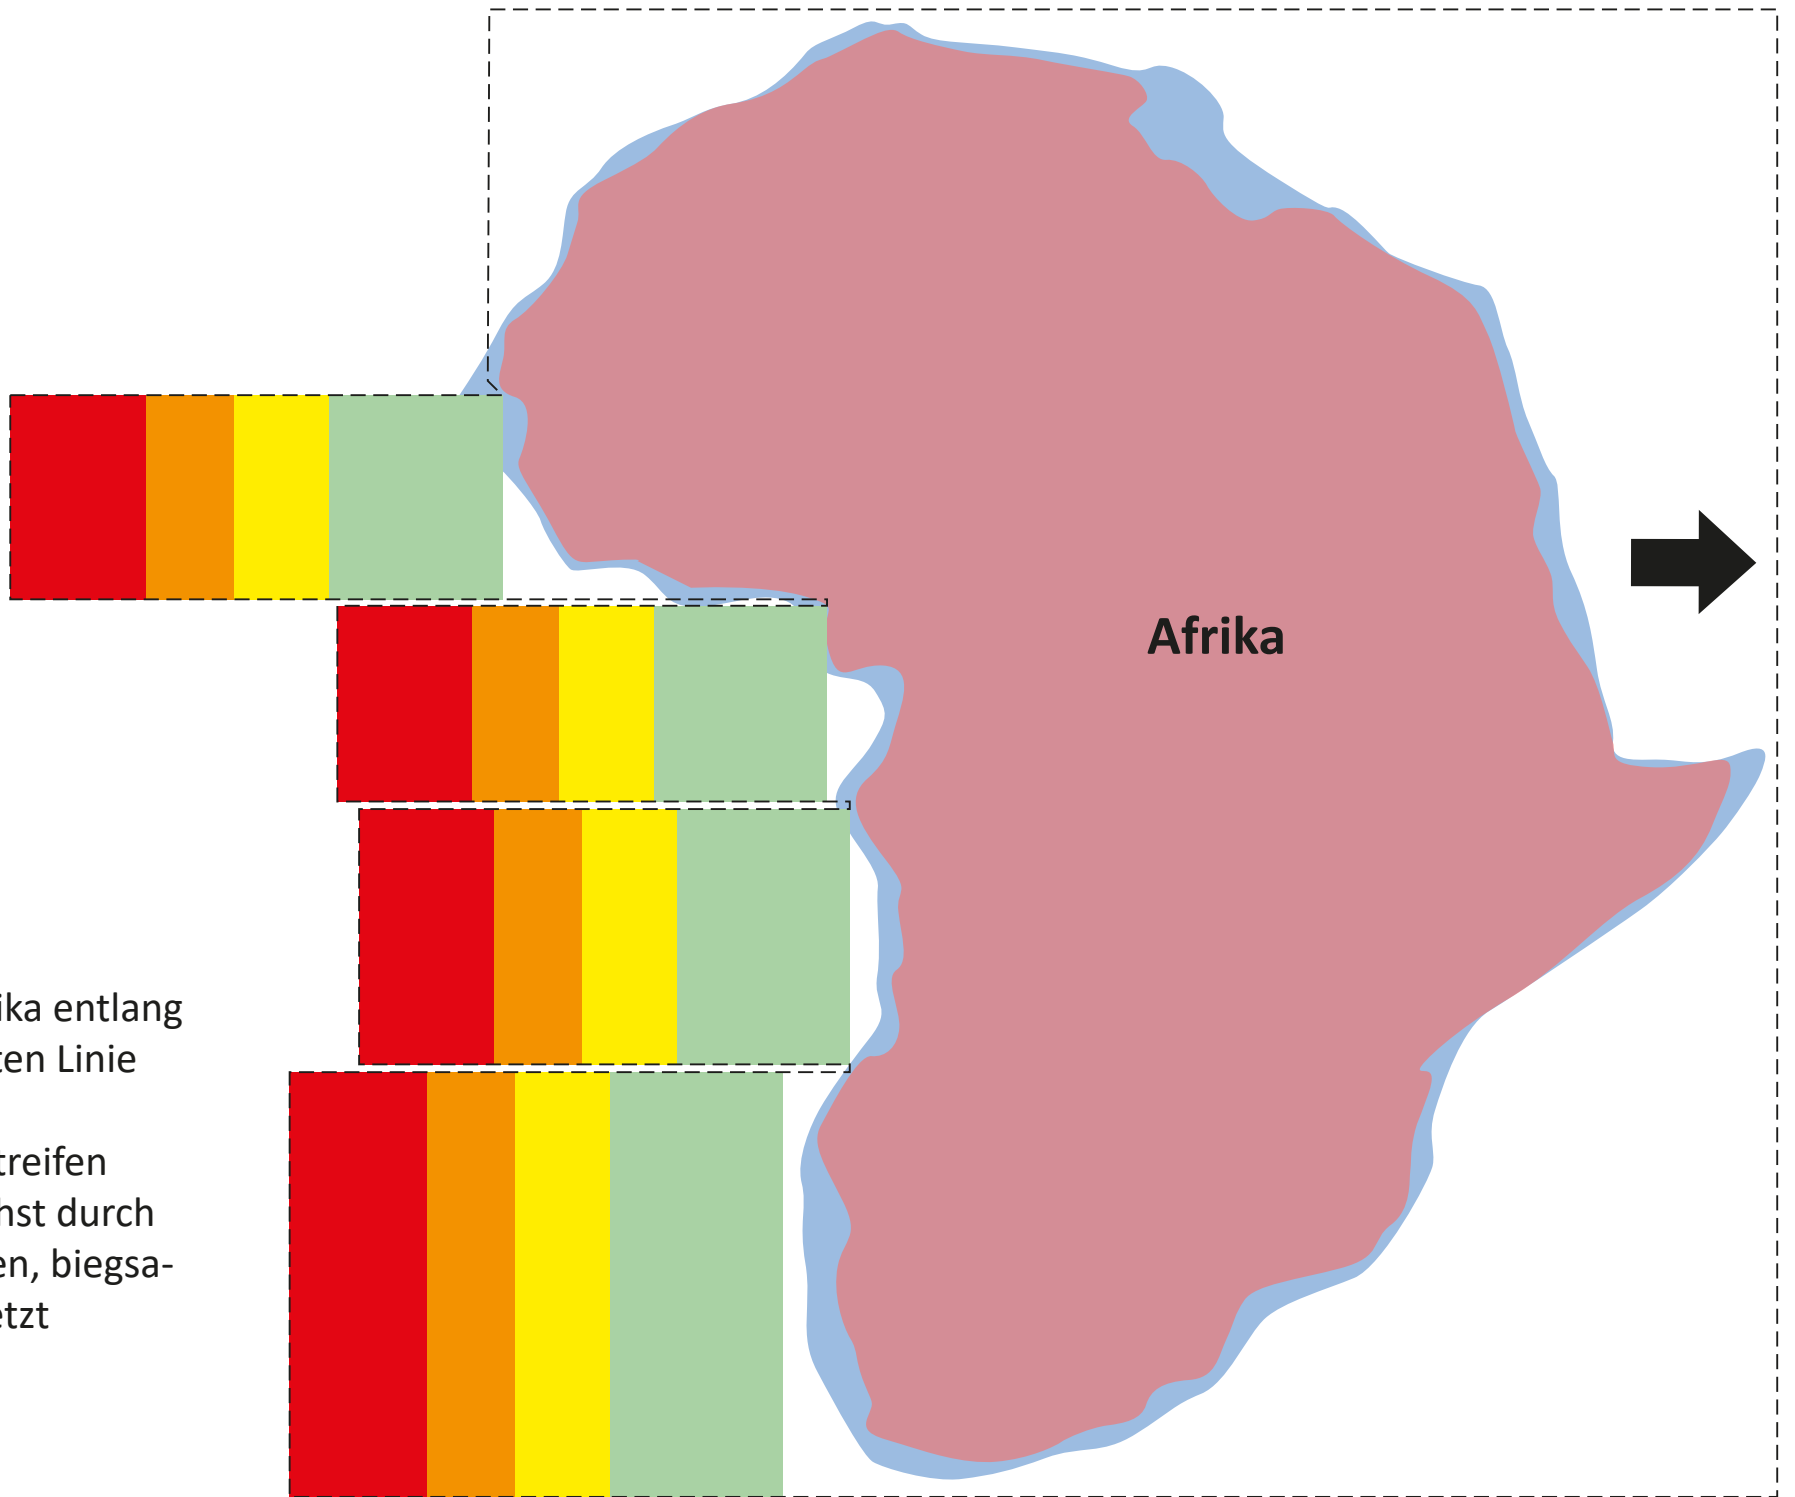 Afrika
ika entlang
ten Linie
treifen
hst durch
en, biegsa-
etzt